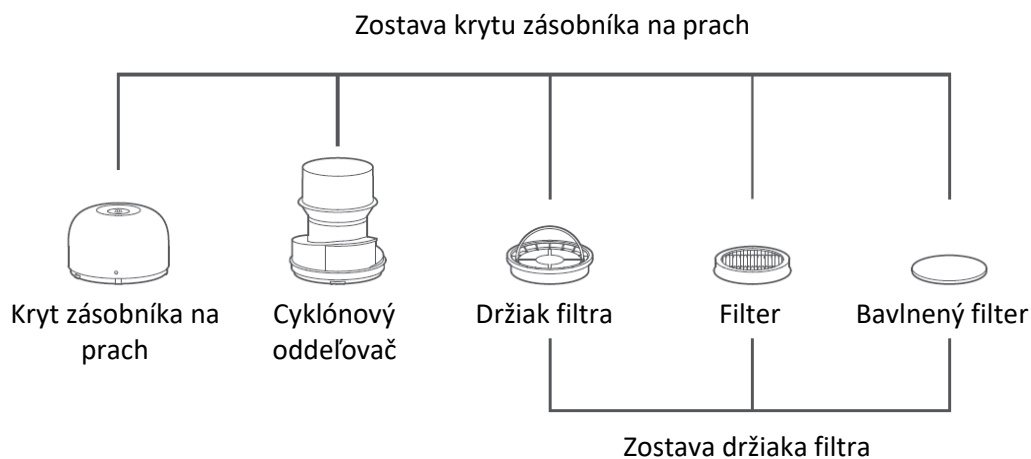 Zostava krytu zásobníka na prach
Kryt zásobníka na
prach
Cyklónový
oddeľovač
Držiak filtra
Filter
Bavlnený filter
Zostava držiaka filtra